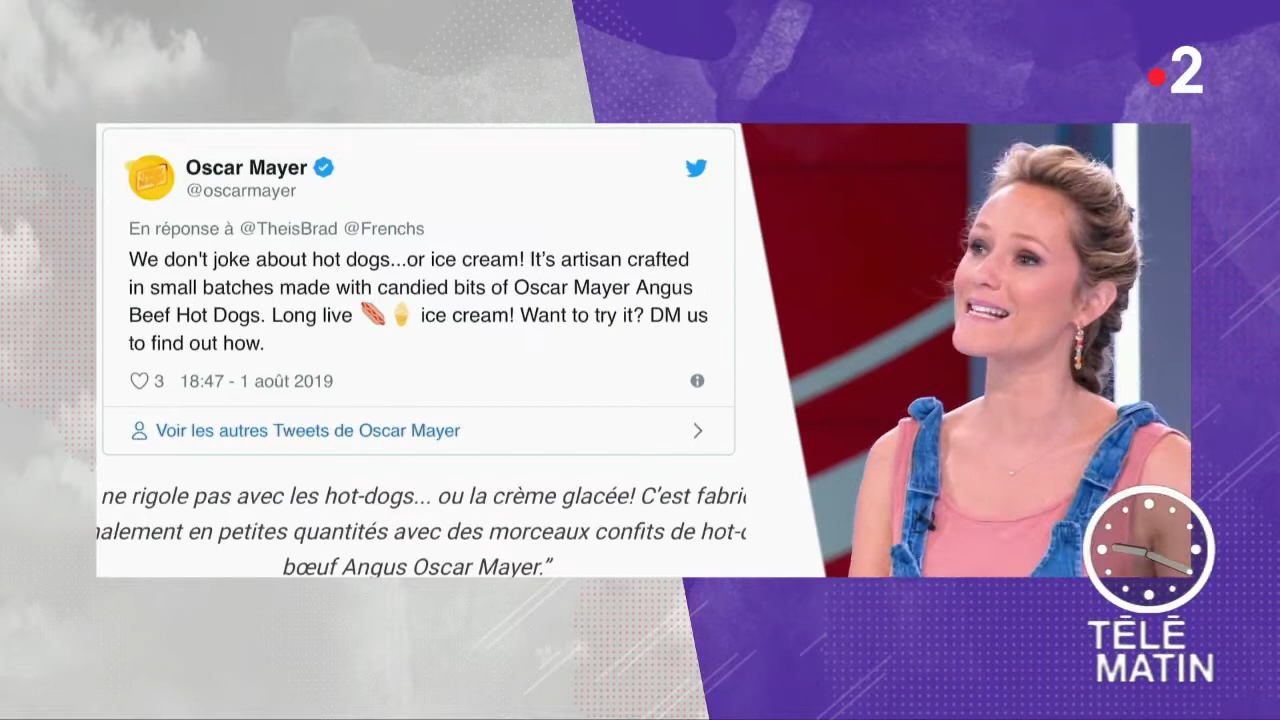 2
Oscar Mayer
@oscarmayer
En réponse à @TheisBrad @Frenchs
We don't joke about hot dogs...or ice cream! It’s artisan crafted
in small batches made with candied bits of Oscar Mayer Angus
Beef Hot Dogs. Long live 🌭🍦 ice cream! Want to try it? DM us
to find out how.
3 18:47 - 1 août 2019
Voir les autres Tweets de Oscar Mayer
ne rigole pas avec les hot-dogs... ou la crème glacée! C’est fabri
alement en petites quantités avec des morceaux confits de hot-
bœuf Angus Oscar Mayer.”
TÉLÉ
MATIN